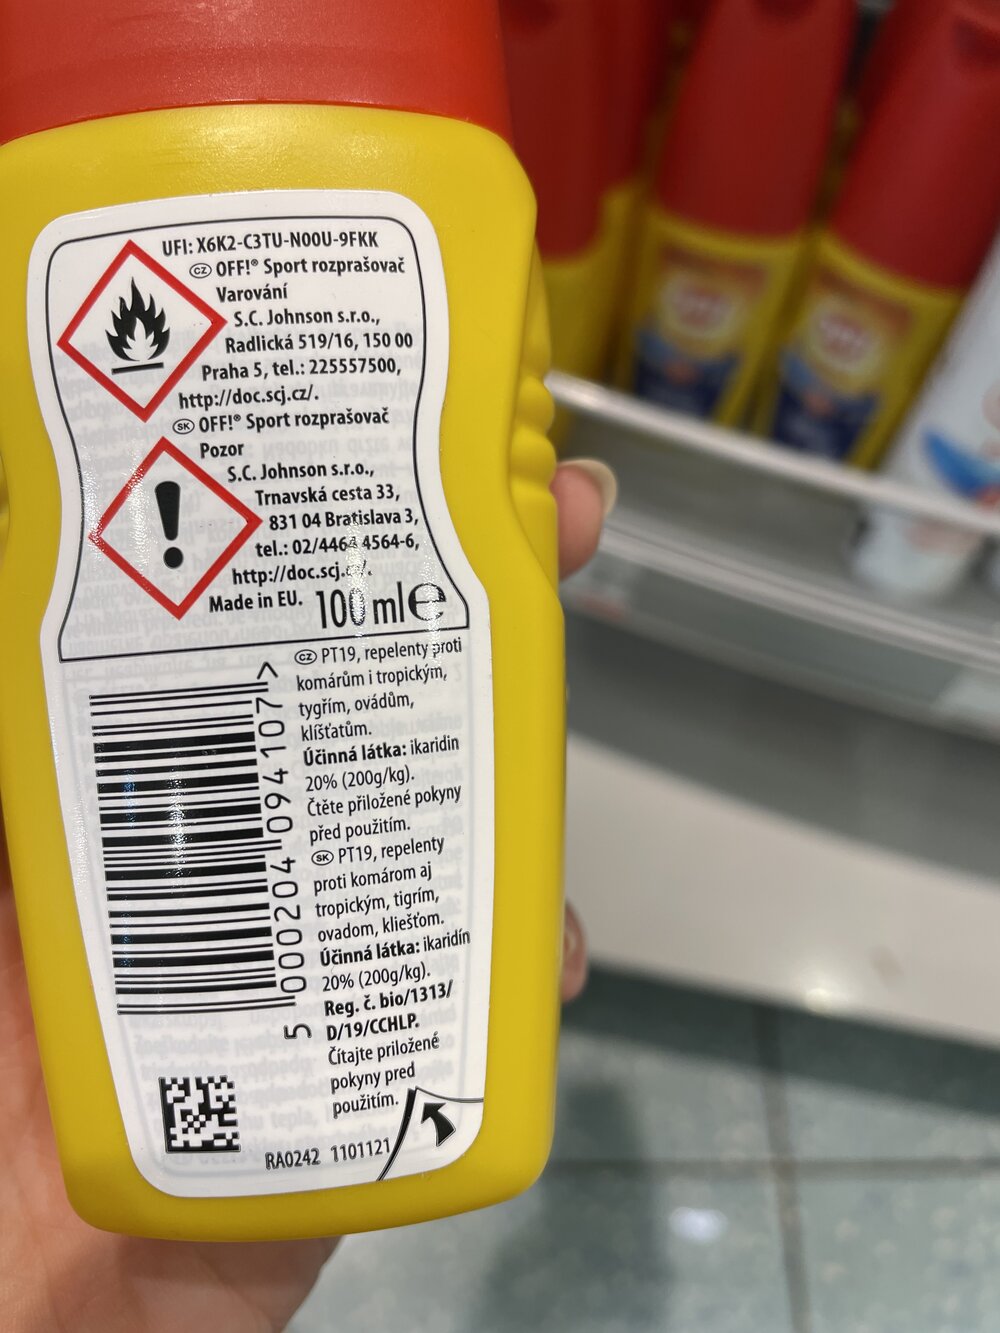 UFI: X6K2-C3TU-N00U-9FKK
CZ OFF!® Sport rozprašovač
Varování
S.C. Johnson s.r.o.,
Radlická 519/16, 150 00
Praha 5, tel.: 225557500,
http://doc.scj.cz/.
SK OFF!® Sport rozprašovač
Pozor
S.C. Johnson s.r.o.,
Trnavská cesta 33,
831 04 Bratislava 3,
tel.: 02/4464 4564-6,
http://doc.scj.
Made in EU. 100 ml e
CZ PT19, repelenty proti
komárům i tropickým,
tygřím, ovádům,
klíšťatům.
Účinná látka: ikaridin
20% (200g/kg).
Čtěte přiložené pokyny
před použitím.
SK PT19, repelenty
proti komárom aj
tropickým, tigrím,
ovadom, kliešťom.
Účinná látka: ikaridín
20% (200g/kg).
Reg. č. bio/1313/
D/19/CCHLP.
Čítajte priložené
pokyny pred
použitím.
5 000204 094107 >
RA0242 1101121